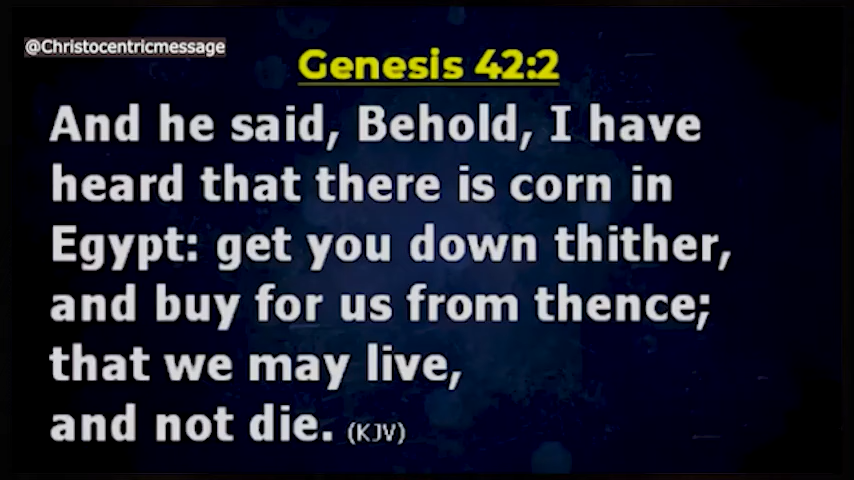 @Christocentricmessage
Genesis 42:2
And he said, Behold, I have
heard that there is corn in
Egypt: get you down thither,
and buy for us from thence;
that we may live,
and not die. (KJV)